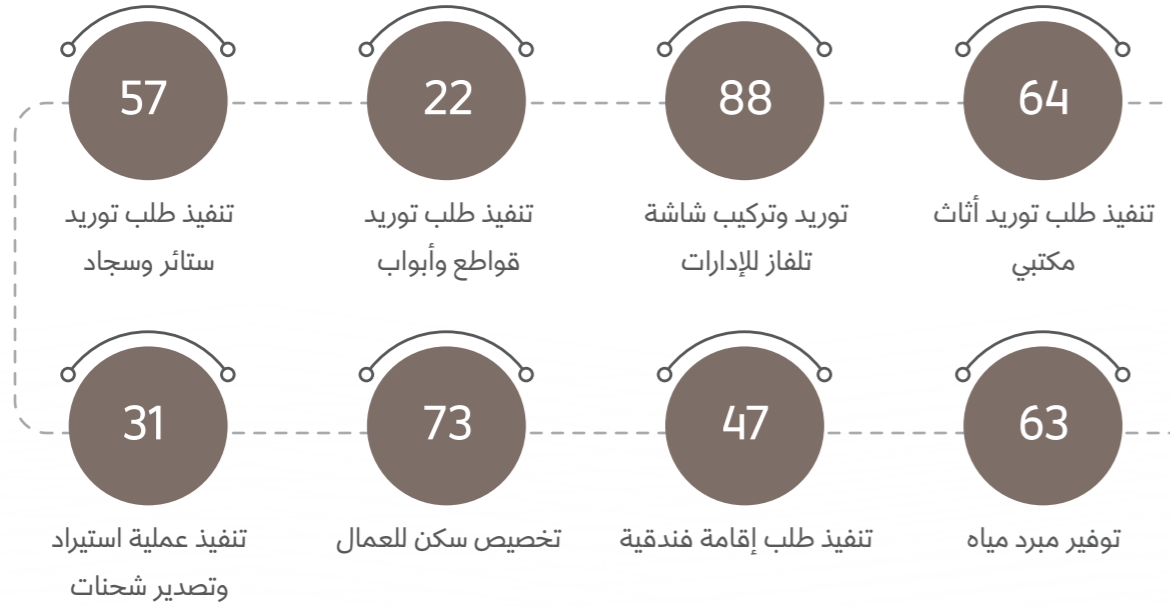 64
تنفيذ طلب توريد أثاث
مكتبي
88
توريد وتركيب شاشة
تلفاز للإدارات
22
تنفيذ طلب توريد
قواطع وأبواب
57
تنفيذ طلب توريد
ستائر وسجاد
63
توفير مبرد مياه
47
تنفيذ طلب إقامة فندقية
73
تخصيص سكن للعمال
31
تنفيذ عملية استيراد
وتصدير شحنات